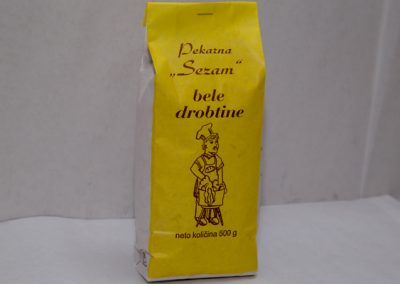 Pekarna
„Sezam“
bele
drobtine
neto količina 500 g